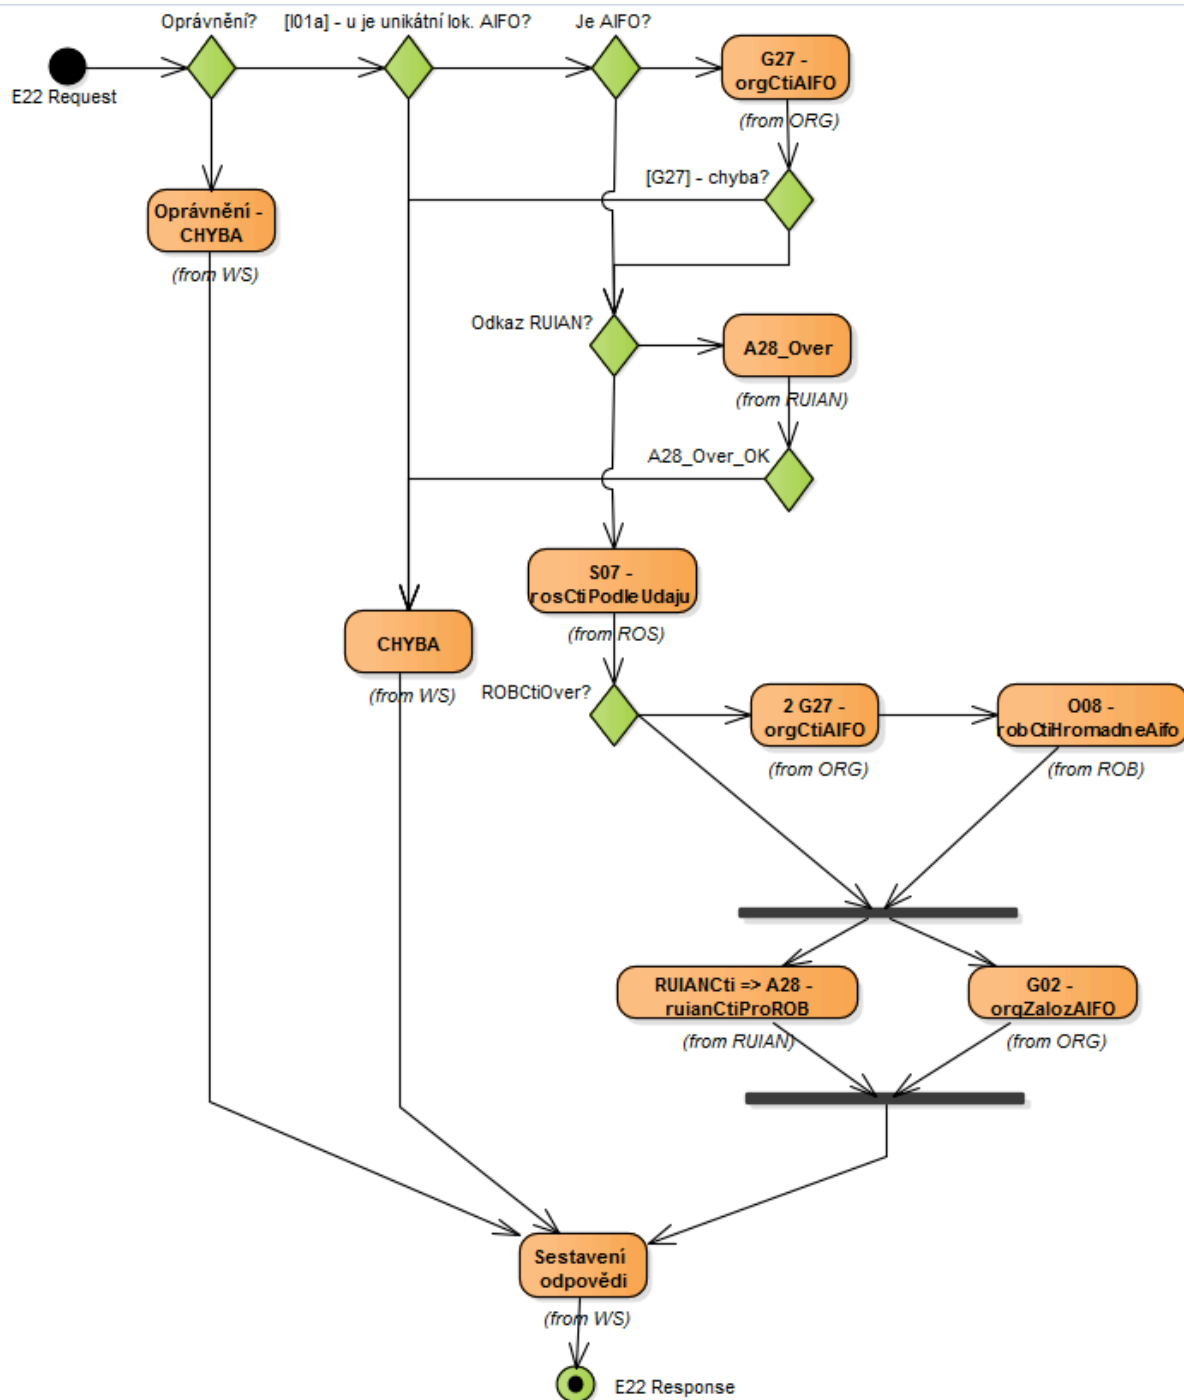 Oprávnění?
[I01a] - u je unikátní lok. AIFO?
Je AIFO?
E22 Request
G27 -
orgCtiAIFO
(from ORG)
[G27] - chyba?
Oprávnění -
CHYBA
(from WS)
Odkaz RUIAN?
A28_Over
(from RUIAN)
A28_Over_OK
S07 -
rosCtiPodleUdaju
(from ROS)
CHYBA
(from WS)
ROBCtiOver?
2 G27 -
orgCtiAIFO
(from ORG)
O08 -
robCtiHromadneAifo
(from ROB)
RUIANCti => A28 -
ruianCtiProROB
(from RUIAN)
G02 -
orgZalozAIFO
(from ORG)
Sestavení
odpovědi
(from WS)
E22 Response